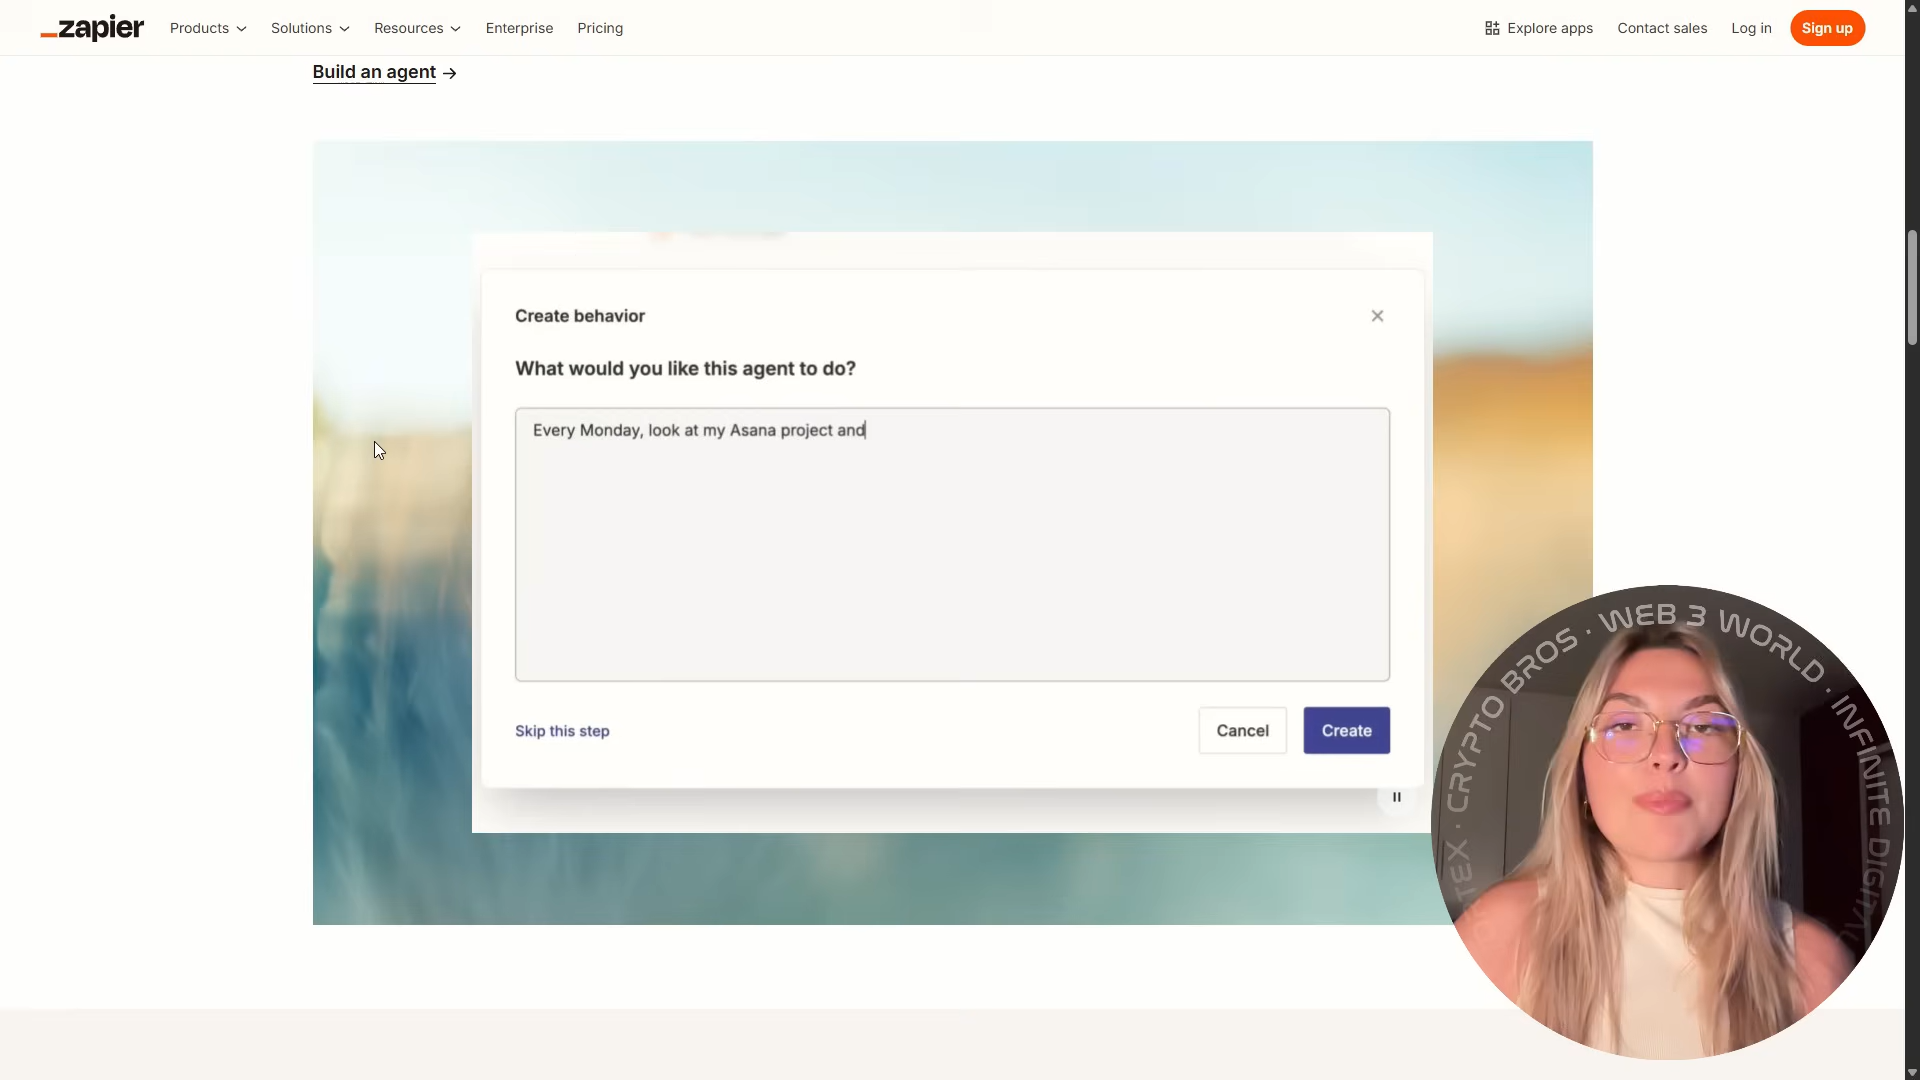 zapier Products Solutions Resources Enterprise Pricing Explore apps Contact sales Log in Sign up
Build an agent →
Create behavior
What would you like this agent to do?
Every Monday, look at my Asana project and
Skip this step
Cancel
Create
CRYPTO BROS · WEB 3 WORLD · INFINITE DIGITAL